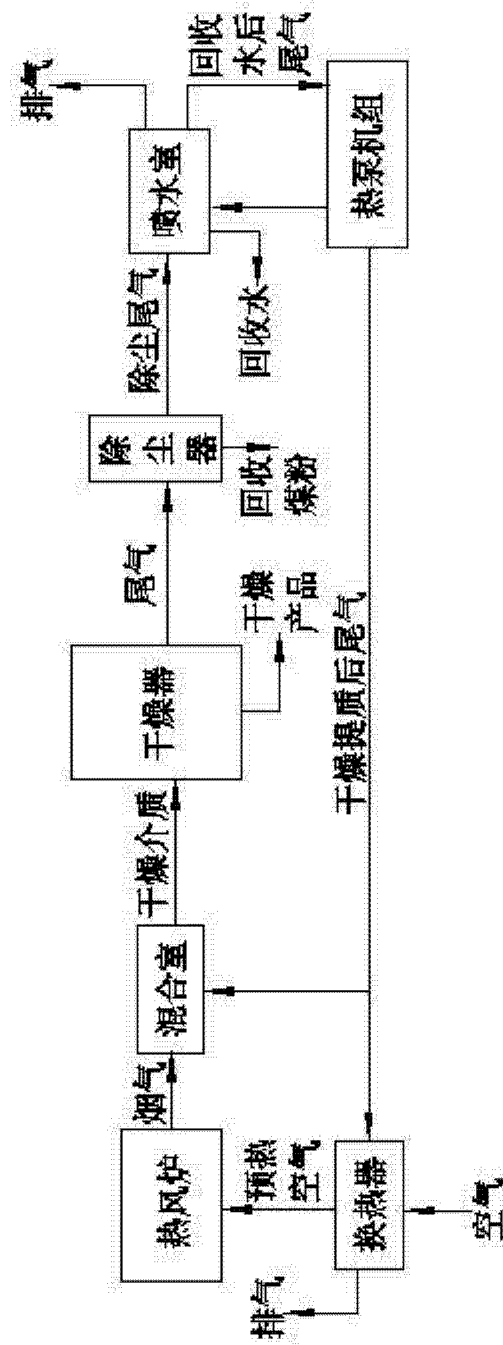 热风炉
烟气
混合室
干燥介质
干燥器
尾气
除尘器
除尘尾气
喷水室
排气
回收
水后
尾气
预热
空气
干燥
产品
回收
煤粉
回收水
排气
换热器
空气
干燥提质后尾气
热泵机组